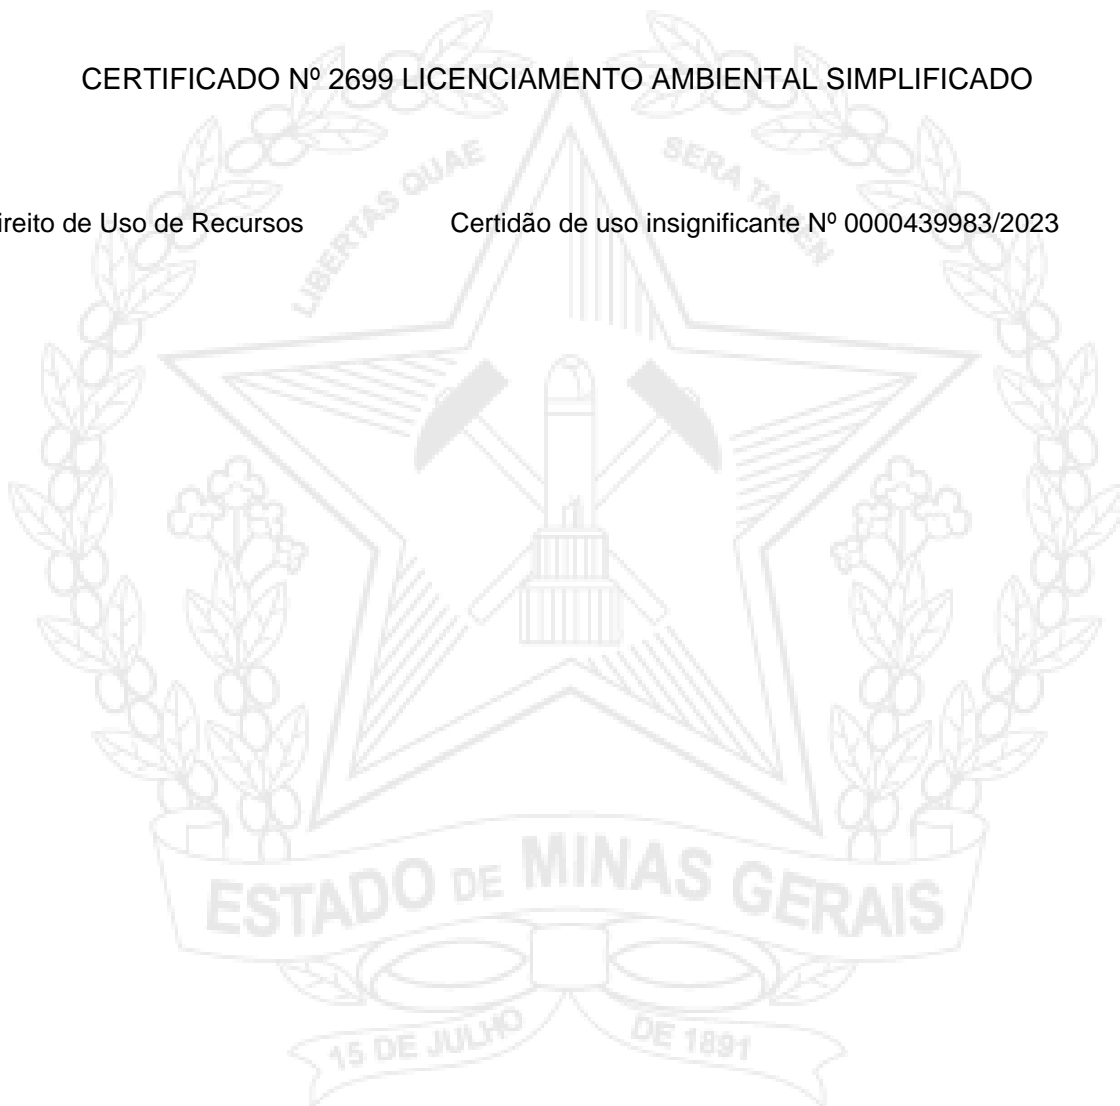 CERTIFICADO Nº 2699 LICENCIAMENTO AMBIENTAL SIMPLIFICADO
LIBERTAS QUAE SERA TAMEN
ireito de Uso de Recursos Certidão de uso insignificante Nº 0000439983/2023
ESTADO DE MINAS GERAIS
15 DE JULHO DE 1891